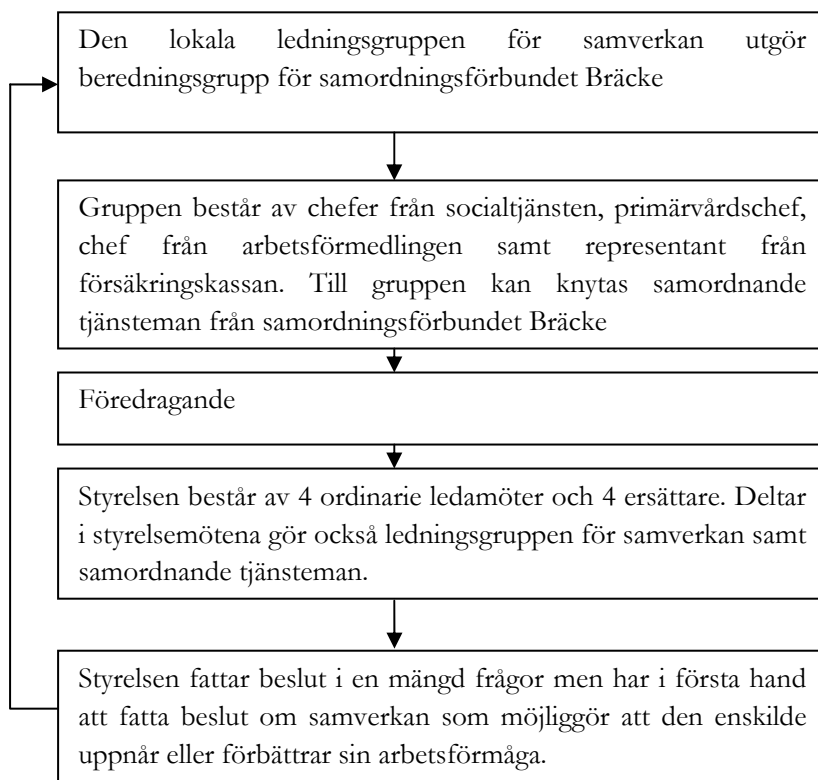 Den lokala ledningsgruppen för samverkan utgör
beredningsgrupp för samordningsförbundet Bräcke
Gruppen består av chefer från socialtjänsten, primärvårdschef,
chef från arbetsförmedlingen samt representant från
försäkringskassan. Till gruppen kan knytas samordnande
tjänsteman från samordningsförbundet Bräcke
Föredragande
Styrelsen består av 4 ordinarie ledamöter och 4 ersättare. Deltar
i styrelsemötena gör också ledningsgruppen för samverkan samt
samordnande tjänsteman.
Styrelsen fattar beslut i en mängd frågor men har i första hand
att fatta beslut om samverkan som möjliggör att den enskilde
uppnår eller förbättrar sin arbetsförmåga.